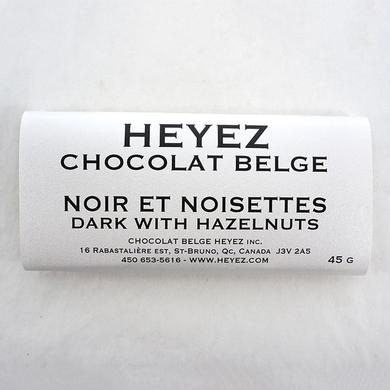 HEYEZ
CHOCOLAT BELGE
NOIR ET NOISETTES
DARK WITH HAZELNUTS
CHOCOLAT BELGE HEYEZ INC.
16 RABASTALIÈRE EST, ST-BRUNO, QC, CANADA J3V 2A5
450 653-5616 - WWW.HEYEZ.COM
45 G